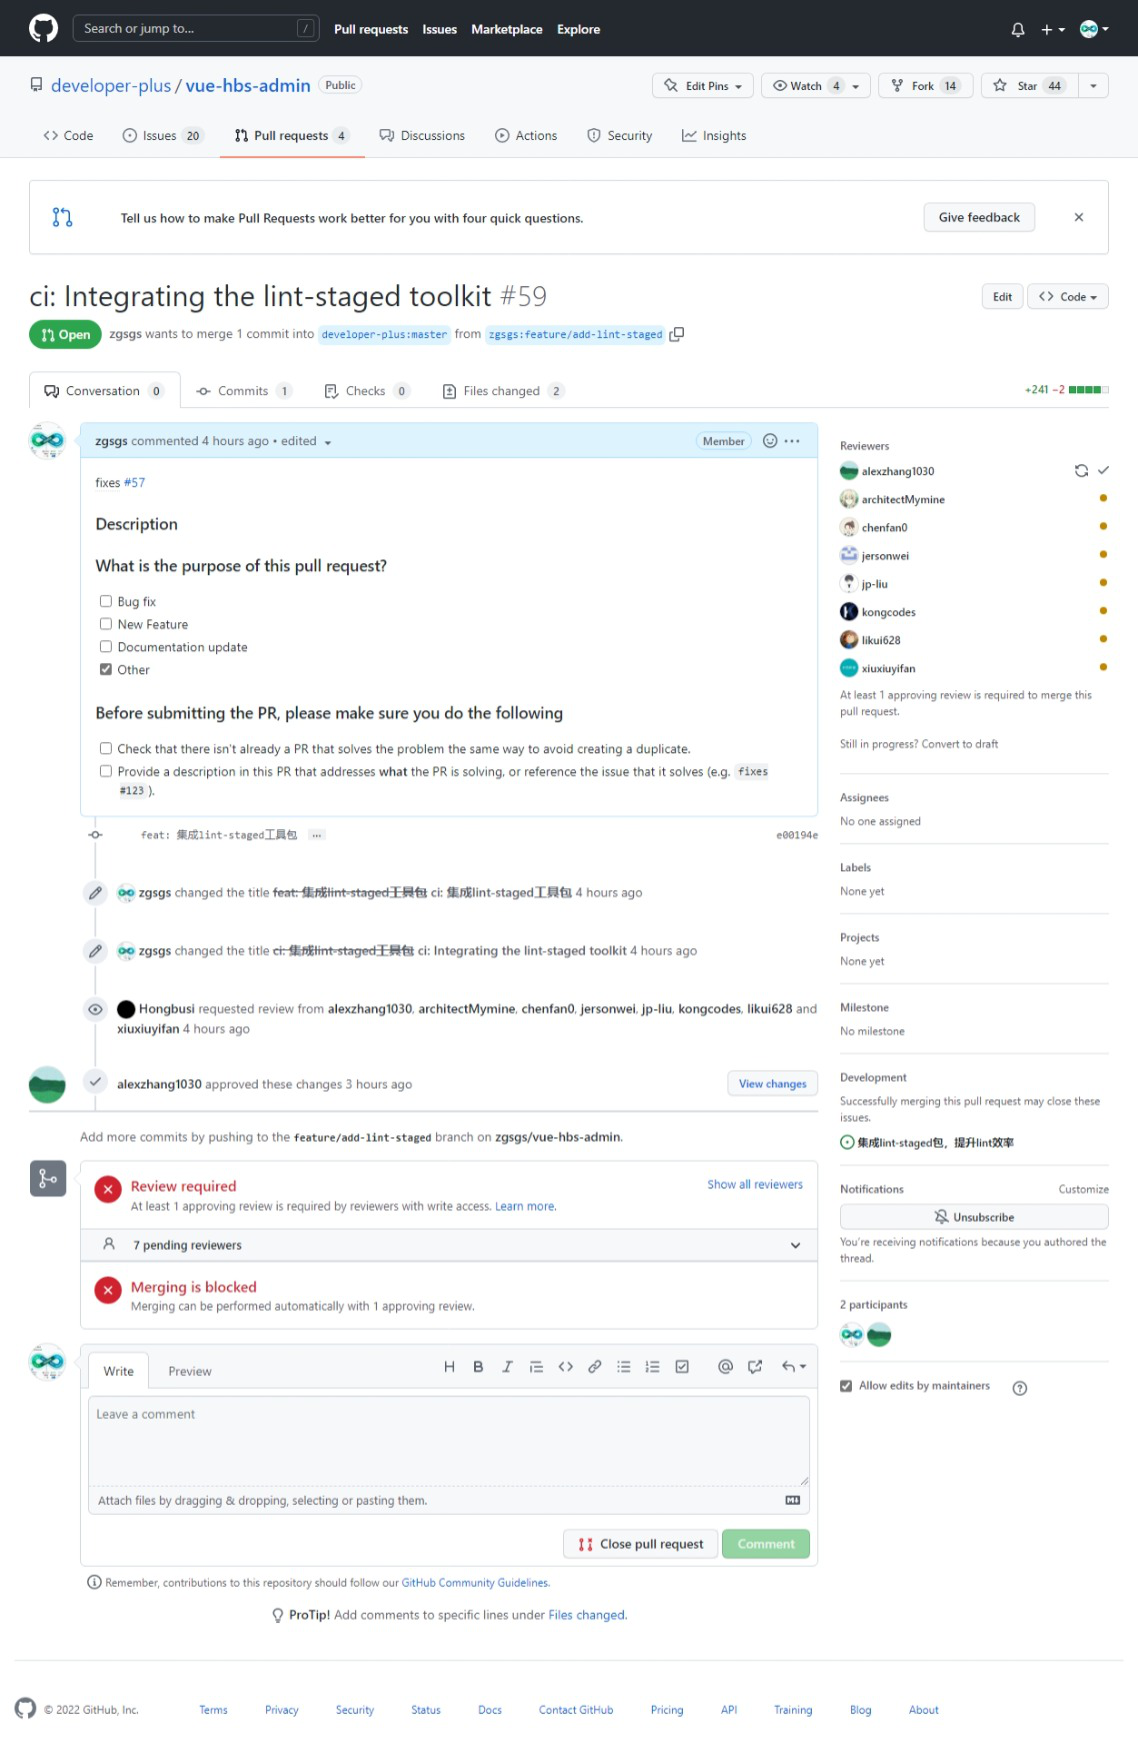 Search or jump to... / Pull requests Issues Marketplace Explore
developer-plus / vue-hbs-admin Public Edit Pins Watch 4 Fork 14 Star 44
Code Issues 20 Pull requests 4 Discussions Actions Security Insights
Tell us how to make Pull Requests work better for you with four quick questions. Give feedback
ci: Integrating the lint-staged toolkit #59 Edit Code
Open zgsgs wants to merge 1 commit into developer-plus:master from zgsgs:feature/add-lint-staged
Conversation 0 Commits 1 Checks 0 Files changed 2 +241 −2
zgsgs commented 4 hours ago • edited Member
fixes #57
Description
What is the purpose of this pull request?
Bug fix
New Feature
Documentation update
Other
Before submitting the PR, please make sure you do the following
Check that there isn't already a PR that solves the problem the same way to avoid creating a duplicate.
Provide a description in this PR that addresses what the PR is solving, or reference the issue that it solves (e.g. fixes
#123 ).
feat: 集成lint-staged工具包 ... e00194e
zgsgs changed the title feat: 集成lint-staged工具包 ci: 集成lint-staged工具包 4 hours ago
zgsgs changed the title ci: 集成lint-staged工具包 ci: Integrating the lint-staged toolkit 4 hours ago
Hongbusi requested review from alexzhang1030, architectMymine, chenfan0, jersonwei, jp-liu, kongcodes, likui628 and
xiuxiuyifan 4 hours ago
alexzhang1030 approved these changes 3 hours ago View changes
Add more commits by pushing to the feature/add-lint-staged branch on zgsgs/vue-hbs-admin.
Review required Show all reviewers
At least 1 approving review is required by reviewers with write access. Learn more.
7 pending reviewers
Merging is blocked
Merging can be performed automatically with 1 approving review.
Write Preview
Leave a comment
Attach files by dragging & dropping, selecting or pasting them.
Close pull request Comment
Remember, contributions to this repository should follow our GitHub Community Guidelines.
ProTip! Add comments to specific lines under Files changed.
Reviewers
alexzhang1030
architectMymine
chenfan0
jersonwei
jp-liu
kongcodes
likui628
xiuxiuyifan
At least 1 approving review is required to merge this
pull request.
Still in progress? Convert to draft
Assignees
No one assigned
Labels
None yet
Projects
None yet
Milestone
No milestone
Development
Successfully merging this pull request may close these
issues.
集成lint-staged包，提升lint效率
Notifications Customize
Unsubscribe
You're receiving notifications because you authored the
thread.
2 participants
Allow edits by maintainers
© 2022 GitHub, Inc. Terms Privacy Security Status Docs Contact GitHub Pricing API Training Blog About